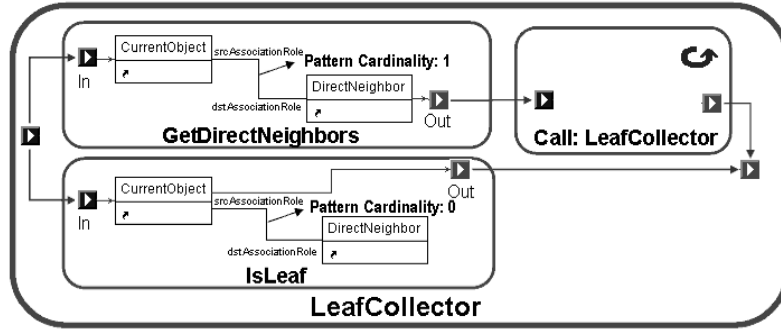 CurrentObject
srcAssociationRole
Pattern Cardinality: 1
In
DirectNeighbor
dstAssociationRole
Out
GetDirectNeighbors
Call: LeafCollector
CurrentObject
srcAssociationRole
Out
In
Pattern Cardinality: 0
DirectNeighbor
dstAssociationRole
IsLeaf
LeafCollector